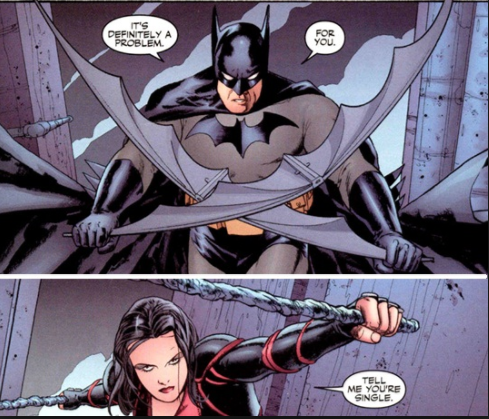 IT'S
DEFINITELY A
PROBLEM.
FOR
YOU.
TELL
ME YOU'RE
SINGLE.